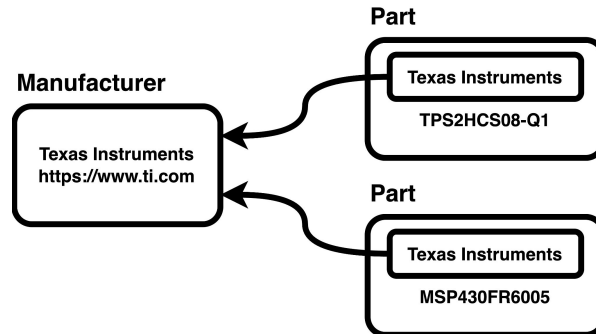 Manufacturer
Texas Instruments
https://www.ti.com
Part
Texas Instruments
TPS2HCS08-Q1
Part
Texas Instruments
MSP430FR6005